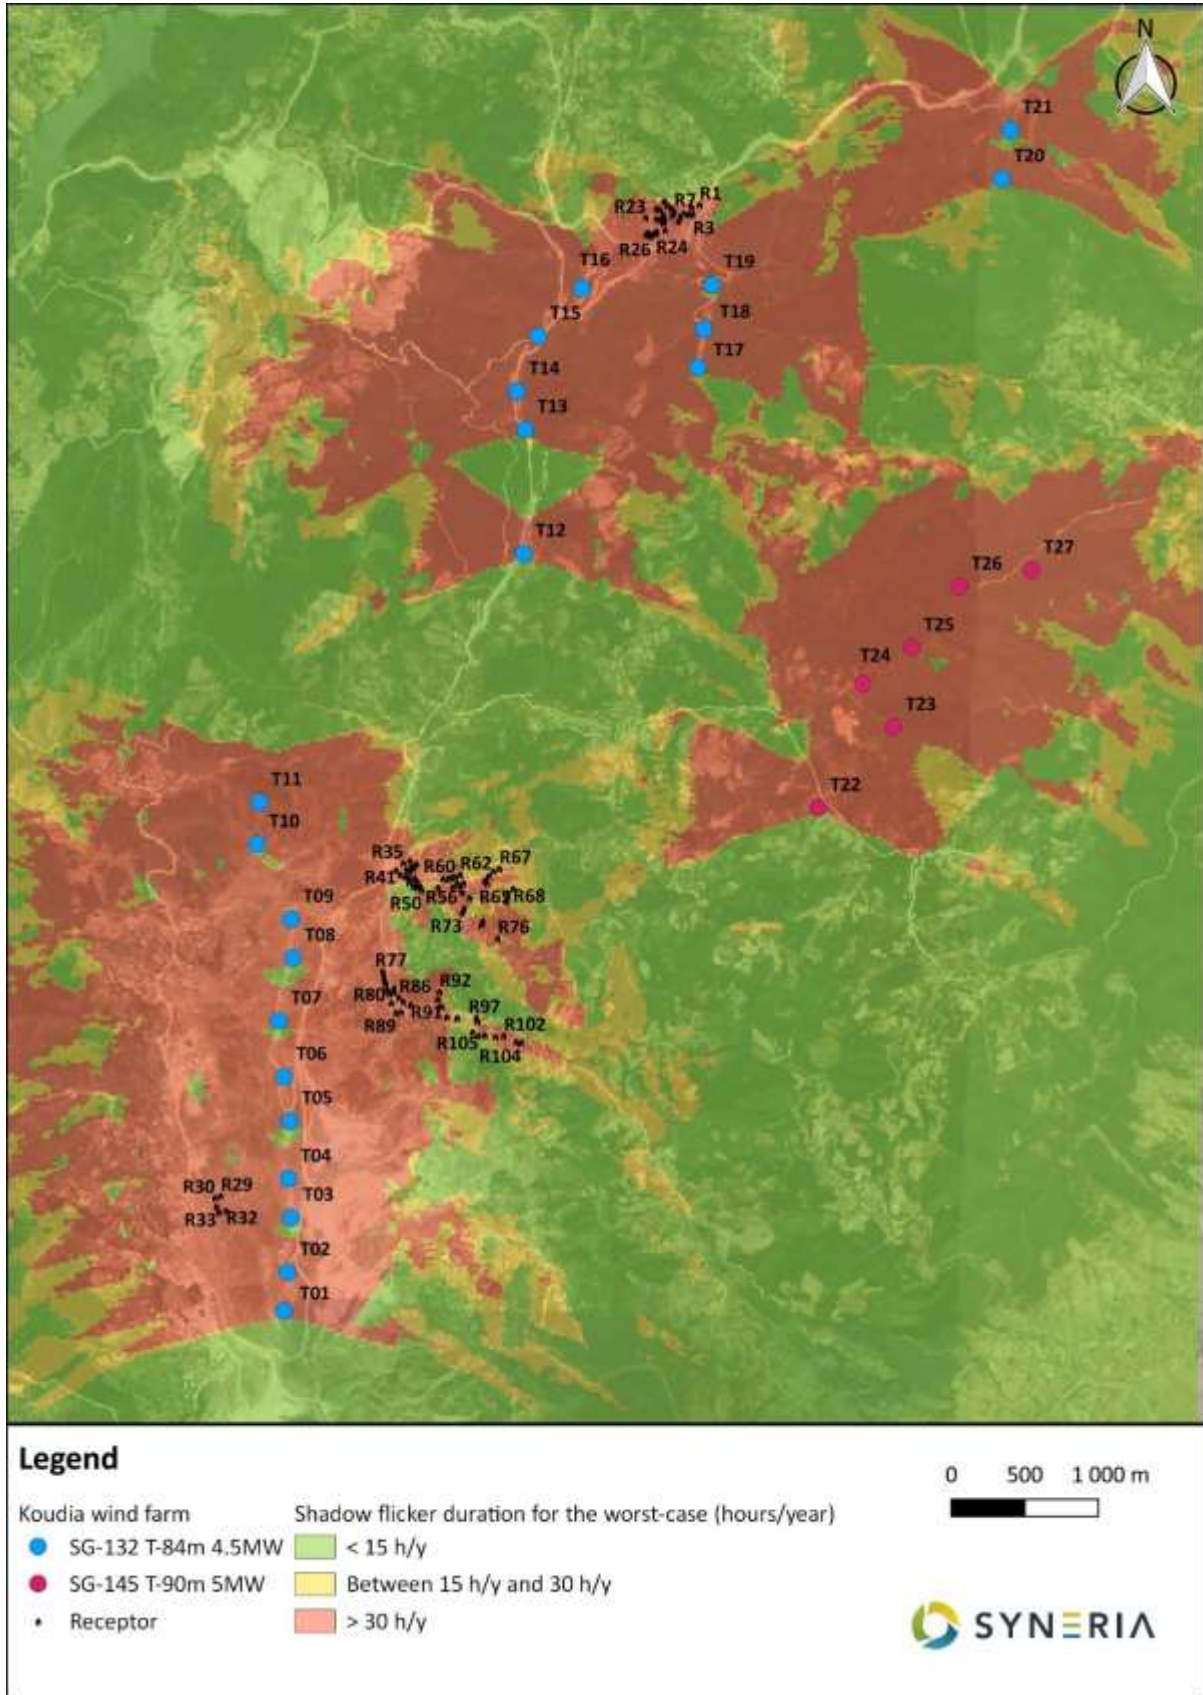 N
T21
T20
R7 R1
R23
R3
R26 R24
T16
T19
T15
T18
T14
T17
T13
T12
T27
T26
T25
T24
T23
T22
T11
T10
R35
R60 R62 R67
R41
R50 R56 R65 R68
T09
R73 R76
T08
R77
R80 R86 R92
T07
R89 R91 R97
R102
R105
R104
T06
T05
T04
R30 R29
T03
R33 R32
T02
T01
Legend
0 500 1 000 m
Koudia wind farm
SG-132 T-84m 4.5MW
SG-145 T-90m 5MW
Receptor
Shadow flicker duration for the worst-case (hours/year)
< 15 h/y
Between 15 h/y and 30 h/y
> 30 h/y
SYNERIA